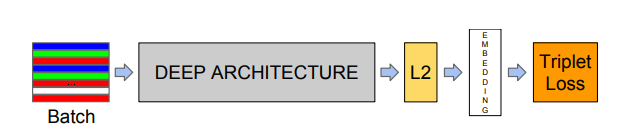 Batch
DEEP ARCHITECTURE
L2
EMBEDDING
Triplet
Loss